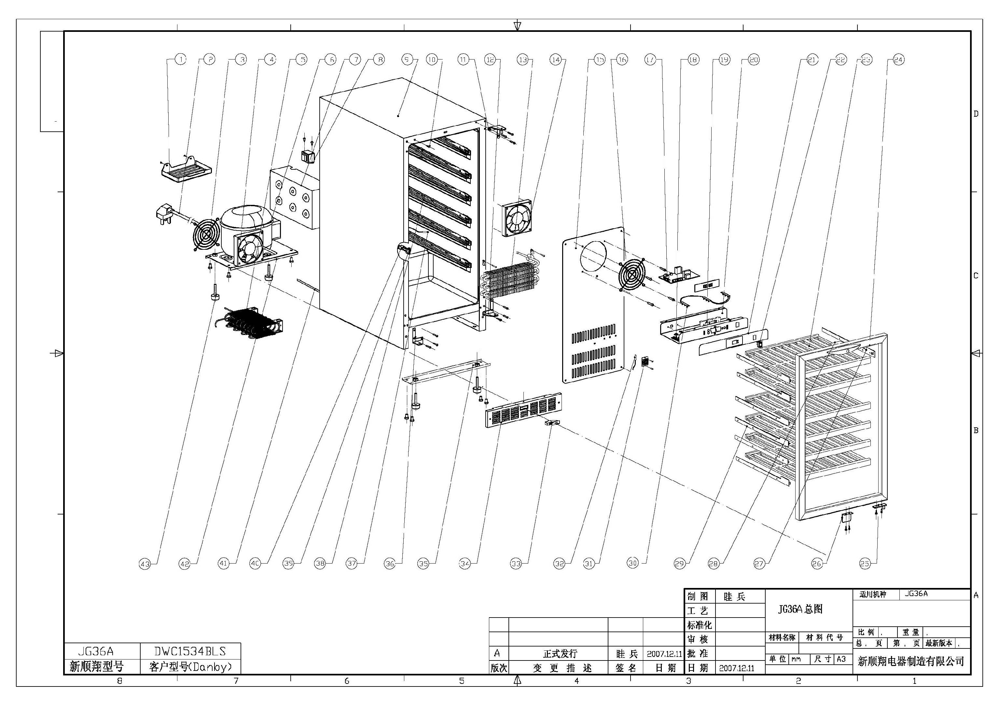 1 2 3 4 5 6 7 8 9 10 11 12 13 14 15 16 17 18 19 20 21 22 23 24
D
C
B
43 42 41 40 39 38 37 36 35 34 33 32 31 30 29 28 27 26 25
A
制 图
眭 兵
JG36A 总图
适用机种 JG36A
工 艺
标准化
审 核
材料名称 材 料 代 号
比 例 . 重 量 .
总 . 页 第 . 页 最新版本 .
JG36A DWC1534BLS
A 正式发行 眭 兵 2007.12.11 批 准
单 位 mm 尺 寸 A3
新顺翔电器制造有限公司
新顺翔型号 客户型号(Danby)
版次 变 更 描 述 签 名 日 期 日 期 2007.12.11
8 7 6 5 4 3 2 1